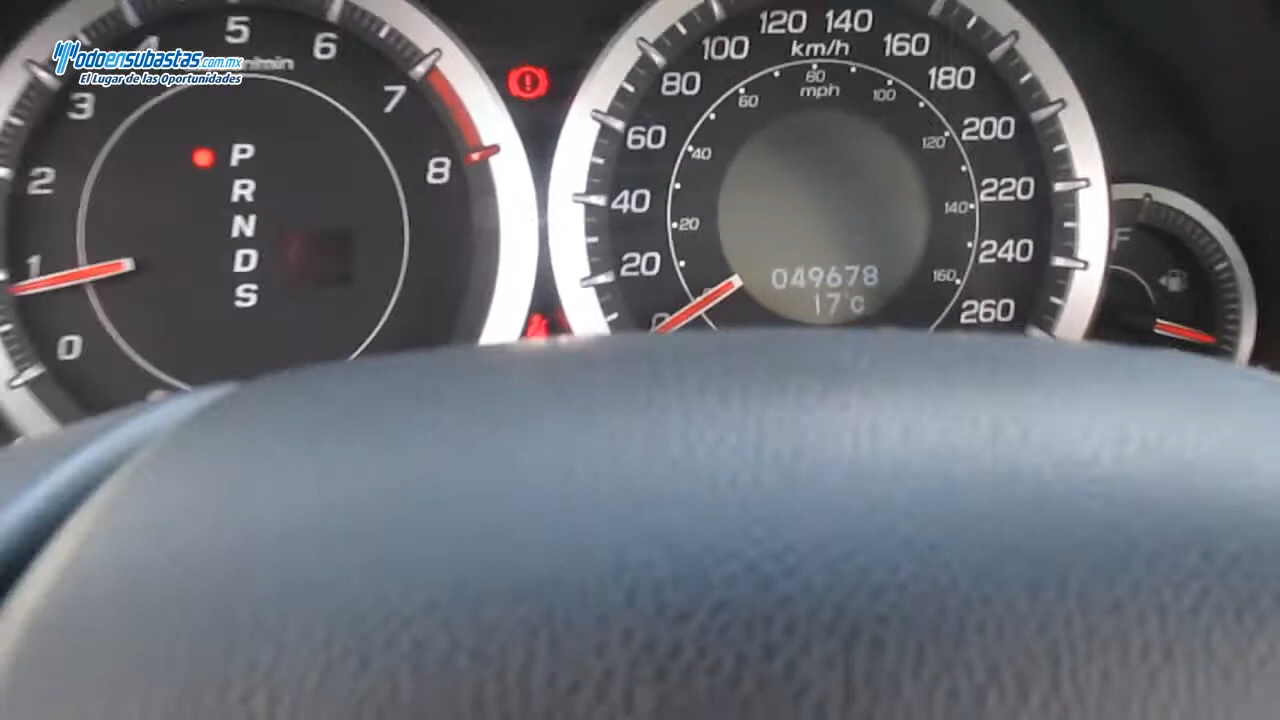 Todoensubastas.com.mx
El Lugar de las Oportunidades
0
1
2
3
4
5
6
7
8
P
R
N
D
S
20
40
60
80
100
120
140
160
180
200
220
240
260
km/h
mph
20
40
60
80
100
120
140
160
049678
17°C
F